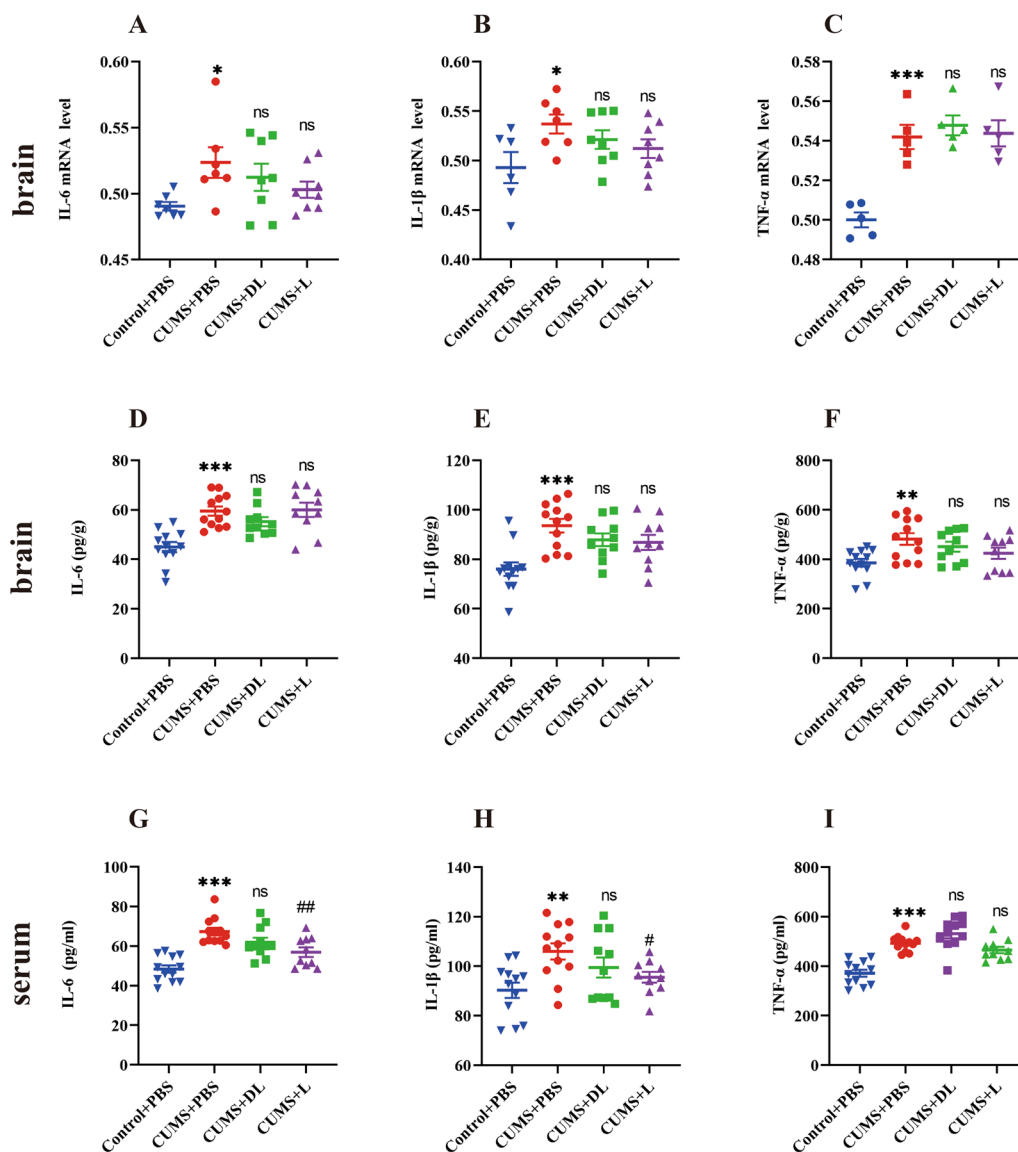 A
B
C
brain
IL-6 mRNA level
0.60
0.55
0.50
0.45
*
ns
ns
Control+PBS
CUMS+PBS
CUMS+DL
CUMS+L
IL-1β mRNA level
0.60
0.55
0.50
0.45
0.40
*
ns
ns
Control+PBS
CUMS+PBS
CUMS+DL
CUMS+L
TNF-α mRNA level
0.58
0.56
0.54
0.52
0.50
0.48
***
ns
ns
Control+PBS
CUMS+PBS
CUMS+DL
CUMS+L
D
E
F
brain
IL-6 (pg/g)
80
60
40
20
0
***
ns
ns
Control+PBS
CUMS+PBS
CUMS+DL
CUMS+L
IL-1β (pg/g)
120
100
80
60
40
***
ns
ns
Control+PBS
CUMS+PBS
CUMS+DL
CUMS+L
TNF-α (pg/g)
800
600
400
200
0
**
ns
ns
Control+PBS
CUMS+PBS
CUMS+DL
CUMS+L
G
H
I
serum
IL-6 (pg/ml)
100
80
60
40
20
0
***
ns
##
Control+PBS
CUMS+PBS
CUMS+DL
CUMS+L
IL-1β (pg/ml)
140
120
100
80
60
**
ns
#
Control+PBS
CUMS+PBS
CUMS+DL
CUMS+L
TNF-α (pg/ml)
800
600
400
200
0
***
ns
ns
Control+PBS
CUMS+PBS
CUMS+DL
CUMS+L